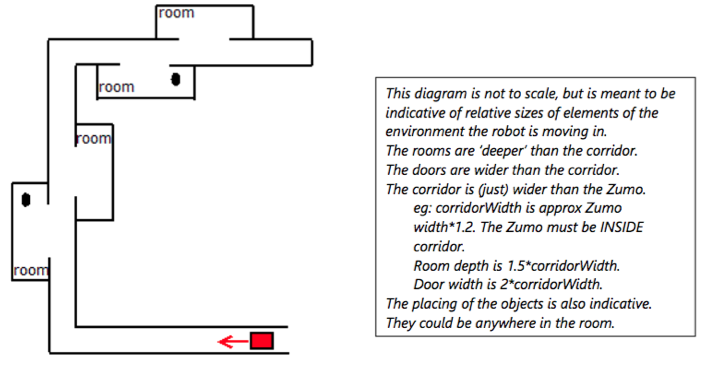 room
room
room
room
This diagram is not to scale, but is meant to be
indicative of relative sizes of elements of the
environment the robot is moving in.
The rooms are ‘deeper’ than the corridor.
The doors are wider than the corridor.
The corridor is (just) wider than the Zumo.
eg: corridorWidth is approx Zumo
width*1.2. The Zumo must be INSIDE
corridor.
Room depth is 1.5*corridorWidth.
Door width is 2*corridorWidth.
The placing of the objects is also indicative.
They could be anywhere in the room.